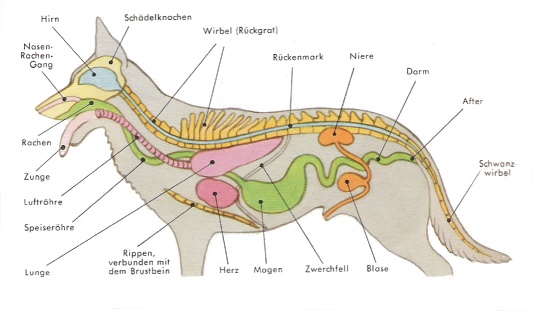 Hirn
Schädelknochen
Wirbel (Rückgrat)
Nasen-
Rachen-
Gang
Rückenmark
Niere
Darm
After
Rachen
Zunge
Luftröhre
Speiseröhre
Lunge
Rippen,
verbunden mit
dem Brustbein
Herz
Magen
Zwerchfell
Blase
Schwanz-
wirbel